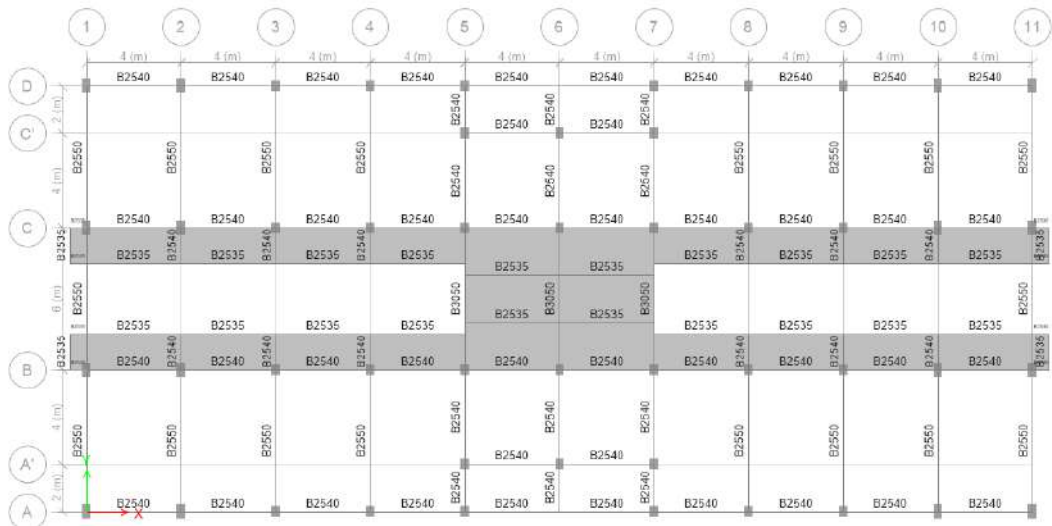 1 2 3 4 5 6 7 8 9 10 11
4 (m) 4 (m) 4 (m) 4 (m) 4 (m) 4 (m) 4 (m) 4 (m) 4 (m) 4 (m)
D B2540 B2540 B2540 B2540 B2540 B2540 B2540 B2540 B2540 B2540
2 (m) B2540 B2540 B2540
C' B2540 B2540
4 (m) B2550 B2550 B2550 B2550 B2540 B2540 B2540 B2550 B2550 B2550 B2550
C B2540 B2540 B2540 B2540 B2540 B2540 B2540 B2540 B2540 B2540
B2535 B2540 B2540 B2540 B2540 B2540 B2540 B2535
B2535 B2535 B2535 B2535 B2535 B2535 B2535 B2535 B2535 B2535
6 (m) B2550 B3050 B3050 B3050 B2550
B2535 B2535 B2535 B2535 B2535 B2535 B2535 B2535 B2535 B2535
B2535 B2540 B2540 B2540 B2540 B2540 B2540 B2535
B B2540 B2540 B2540 B2540 B2540 B2540 B2540 B2540 B2540 B2540
4 (m) B2550 B2550 B2550 B2550 B2540 B2540 B2540 B2550 B2550 B2550 B2550
A' Y B2540 B2540
2 (m) B2540 B2540 B2540
A X B2540 B2540 B2540 B2540 B2540 B2540 B2540 B2540 B2540 B2540